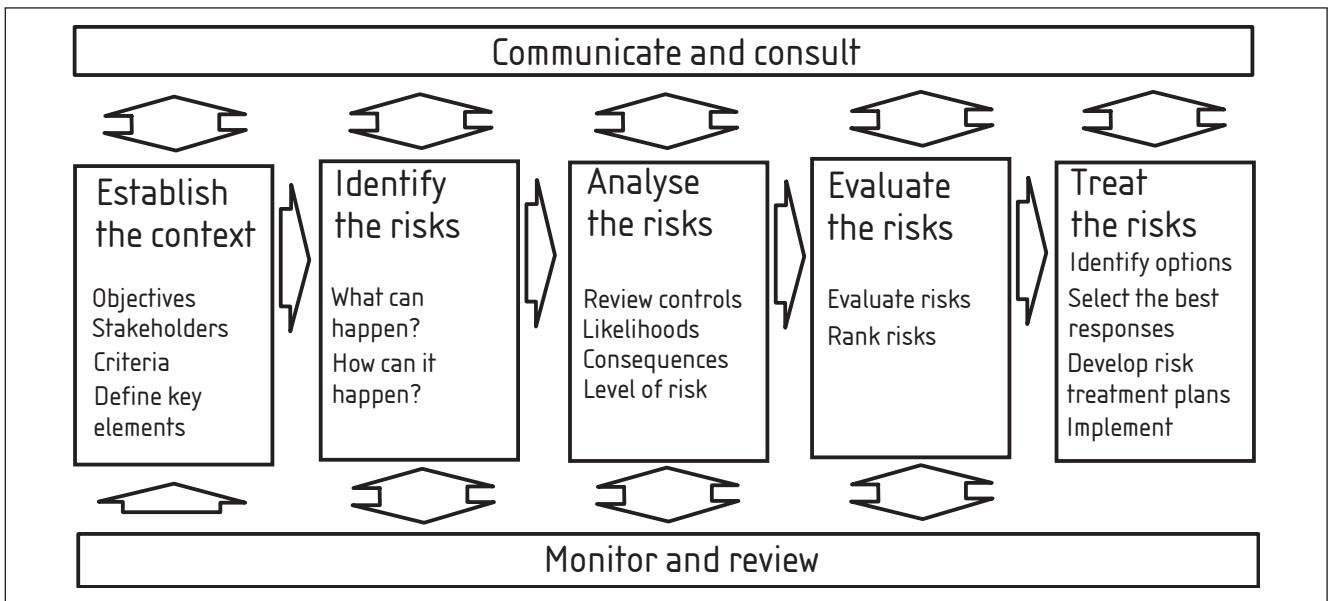 Communicate and consult
Establish
the context
Objectives
Stakeholders
Criteria
Define key
elements
Identify
the risks
What can
happen?
How can it
happen?
Analyse
the risks
Review controls
Likelihoods
Consequences
Level of risk
Evaluate
the risks
Evaluate risks
Rank risks
Treat
the risks
Identify options
Select the best
responses
Develop risk
treatment plans
Implement
Monitor and review